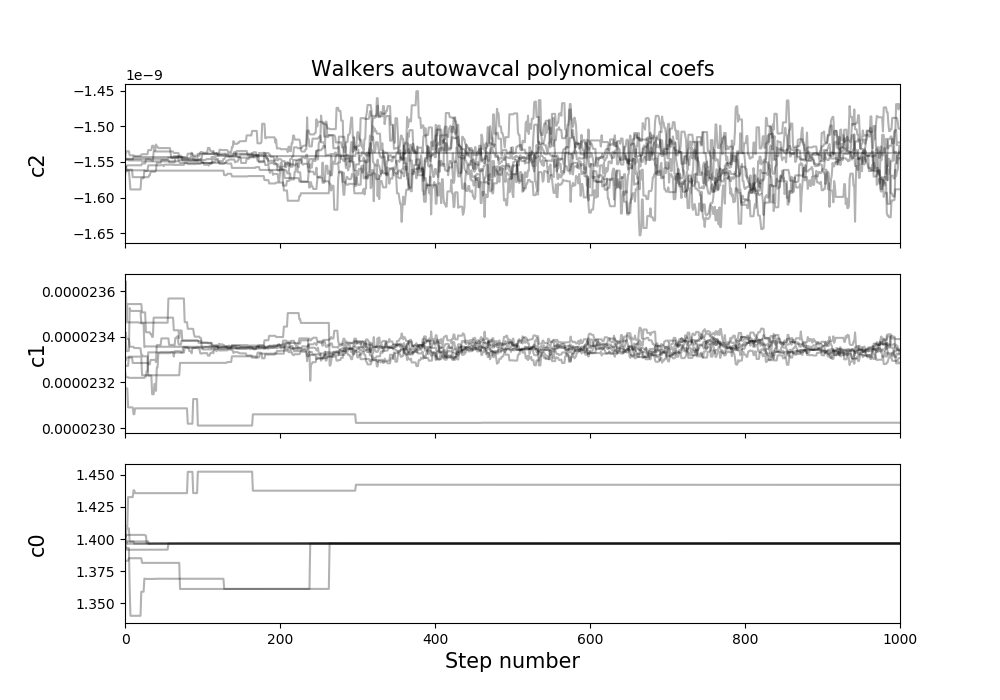 Walkers autowavcal polynomical coefs
1e−9
−1.45
−1.50
−1.55
−1.60
−1.65
c2
0.0000236
0.0000234
0.0000232
0.0000230
c1
1.450
1.425
1.400
1.375
1.350
c0
0 200 400 600 800 1000
Step number